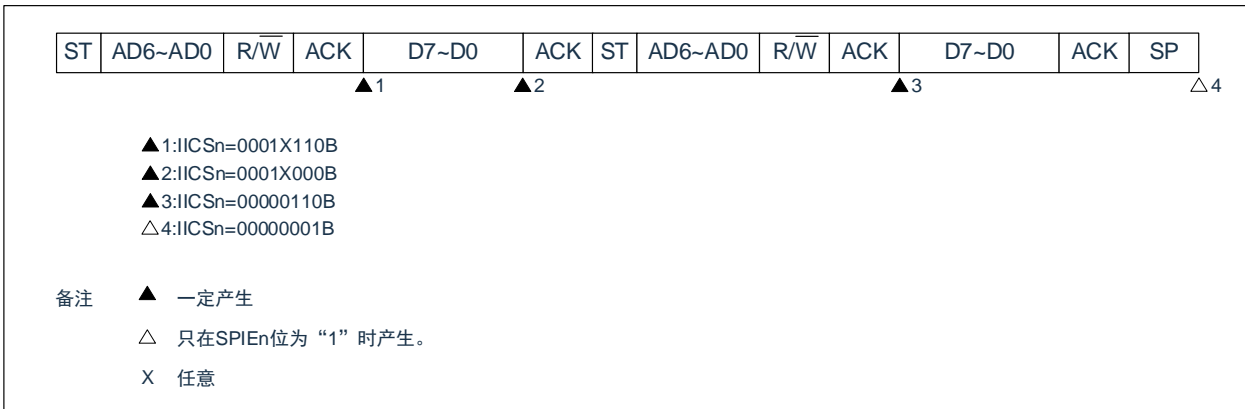 ST AD6~AD0 R/W̅ ACK D7~D0 ACK ST AD6~AD0 R/W̅ ACK D7~D0 ACK SP
▲1 ▲2 ▲3 △4
▲1:IICSn=0001X110B
▲2:IICSn=0001X000B
▲3:IICSn=00000110B
△4:IICSn=00000001B
备注 ▲ 一定产生
△ 只在SPIEn位为“1”时产生。
X 任意